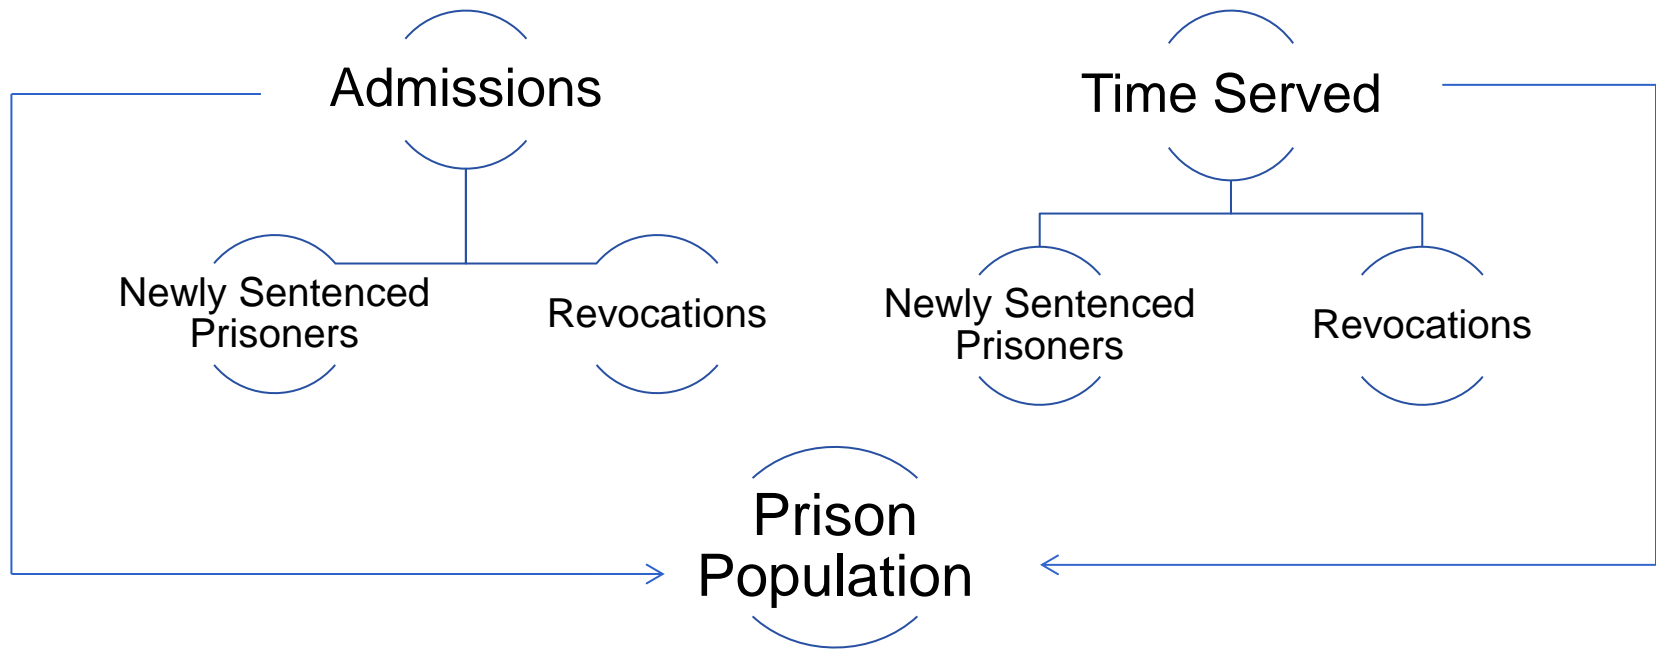 Admissions
Time Served
Newly Sentenced
Prisoners
Revocations
Newly Sentenced
Prisoners
Revocations
Prison
Population